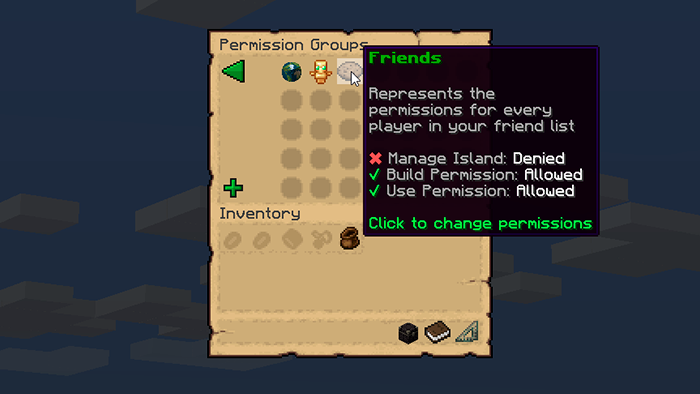 Permission Groups
Friends
Represents the
permissions for every
player in your friend list
✖ Manage Island: Denied
✔ Build Permission: Allowed
✔ Use Permission: Allowed
Click to change permissions
Inventory